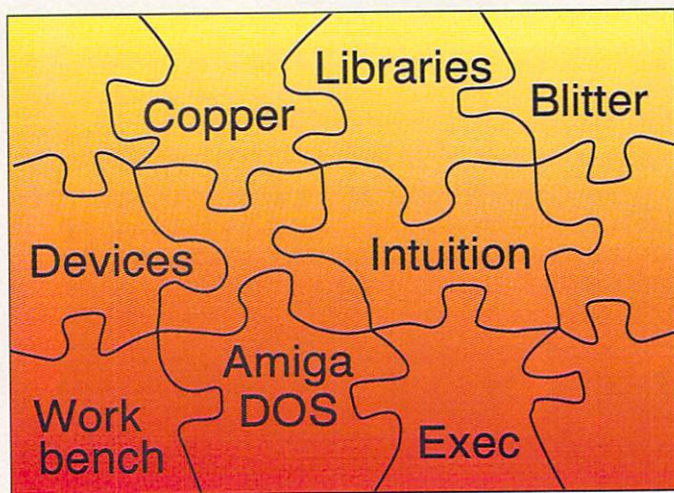 Libraries
Copper
Blitter
Devices
Intuition
Amiga
DOS
Work
bench
Exec